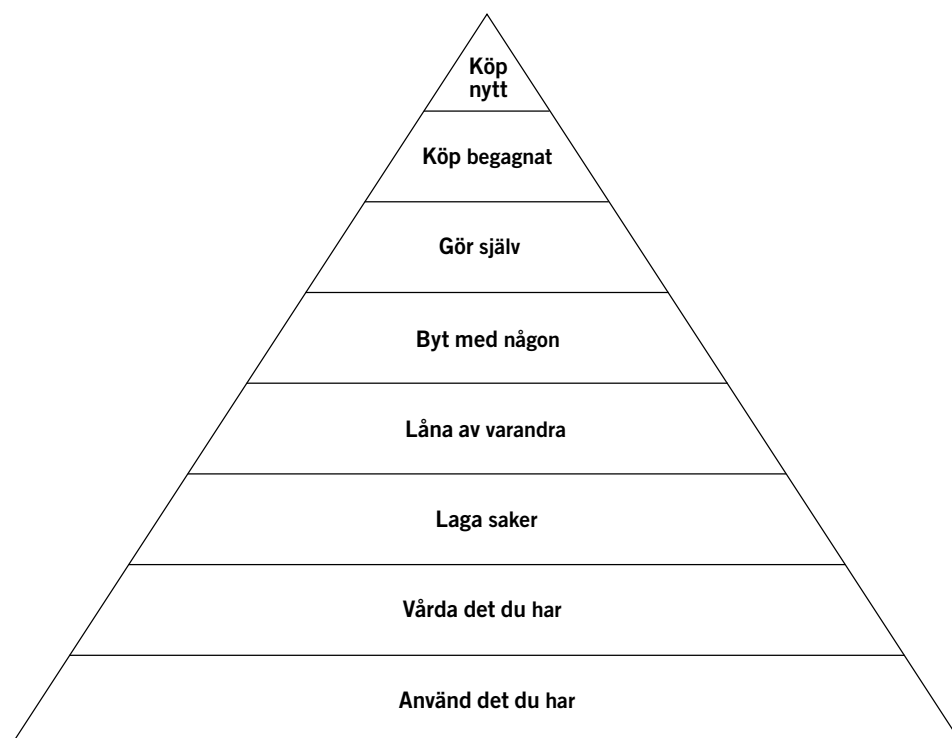 Köp
nytt
Köp begagnat
Gör själv
Byt med någon
Låna av varandra
Laga saker
Vårda det du har
Använd det du har